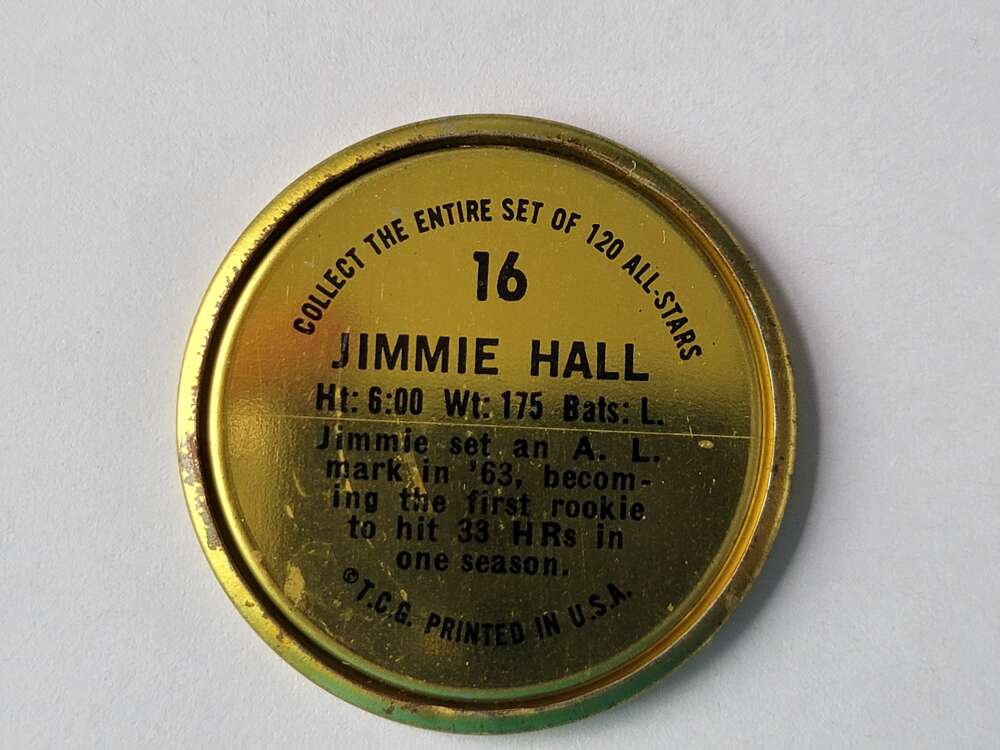 COLLECT THE ENTIRE SET OF 120 ALL-STARS
16
JIMMIE HALL
Ht: 6:00 Wt: 175 Bats: L.
Jimmie set an A. L.
mark in '63, becom-
ing the first rookie
to hit 33 HRs in
one season.
©T.C.G. PRINTED IN U.S.A.